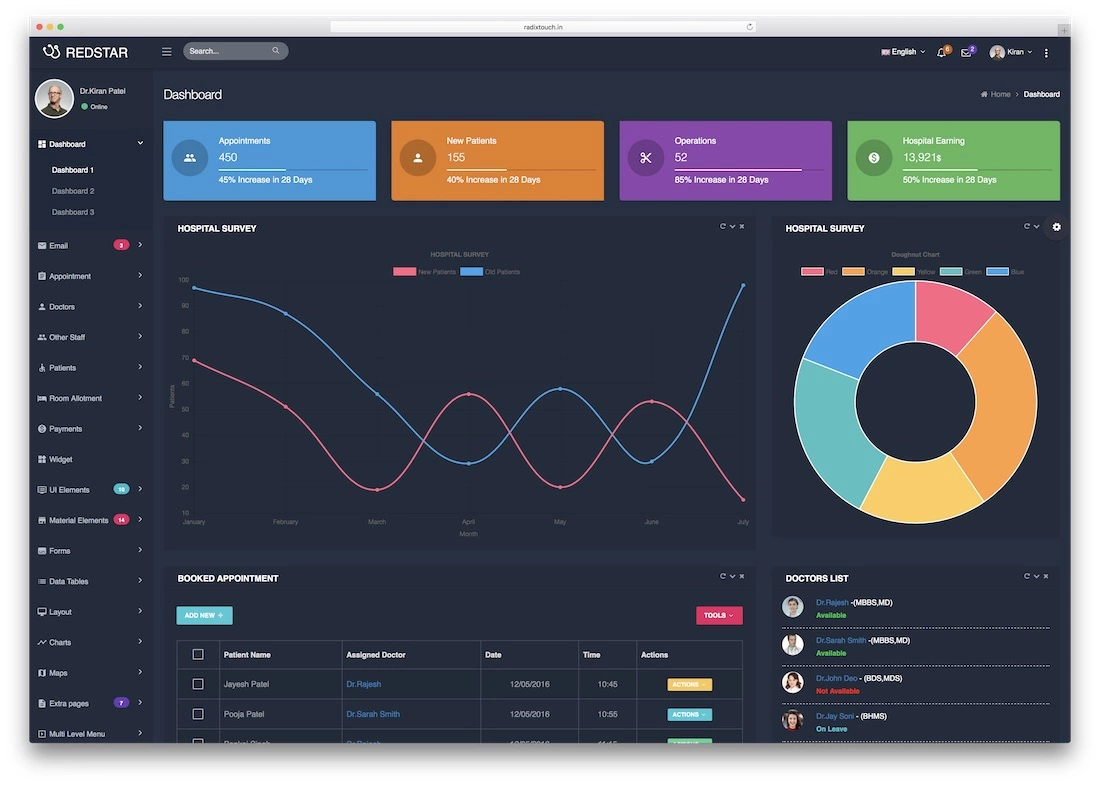 radixtouch.in
REDSTAR
Search...
English
6
2
Kiran
Dr.Kiran Patel
Online
Dashboard
Dashboard 1
Dashboard 2
Dashboard 3
Email
3
Appointment
Doctors
Other Staff
Patients
Room Allotment
Payments
Widget
UI Elements
10
Material Elements
14
Forms
Data Tables
Layout
Charts
Maps
Extra pages
7
Multi Level Menu
Dashboard
Home > Dashboard
Appointments
450
45% Increase in 28 Days
New Patients
155
40% Increase in 28 Days
Operations
52
85% Increase in 28 Days
Hospital Earning
13,921$
50% Increase in 28 Days
HOSPITAL SURVEY
HOSPITAL SURVEY
New Patients
Old Patients
100
90
80
70
60
50
40
30
20
10
Patients
January
February
March
April
May
June
July
Month
HOSPITAL SURVEY
Doughnut Chart
Red
Orange
Yellow
Green
Blue
BOOKED APPOINTMENT
ADD NEW +
TOOLS
Patient Name
Assigned Doctor
Date
Time
Actions
Jayesh Patel
Dr.Rajesh
12/05/2016
10:45
ACTIONS
Pooja Patel
Dr.Sarah Smith
12/05/2016
10:55
ACTIONS
DOCTORS LIST
Dr.Rajesh -(MBBS,MD)
Available
Dr.Sarah Smith -(MBBS,MD)
Available
Dr.John Deo - (BDS,MDS)
Not Available
Dr.Jay Soni - (BHMS)
On Leave